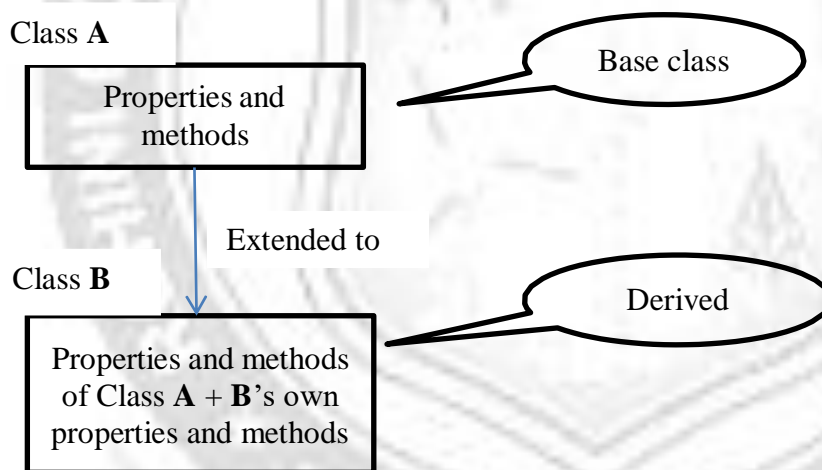 Class A
Base class
Properties and
methods
Extended to
Class B
Derived
Properties and methods
of Class A + B’s own
properties and methods